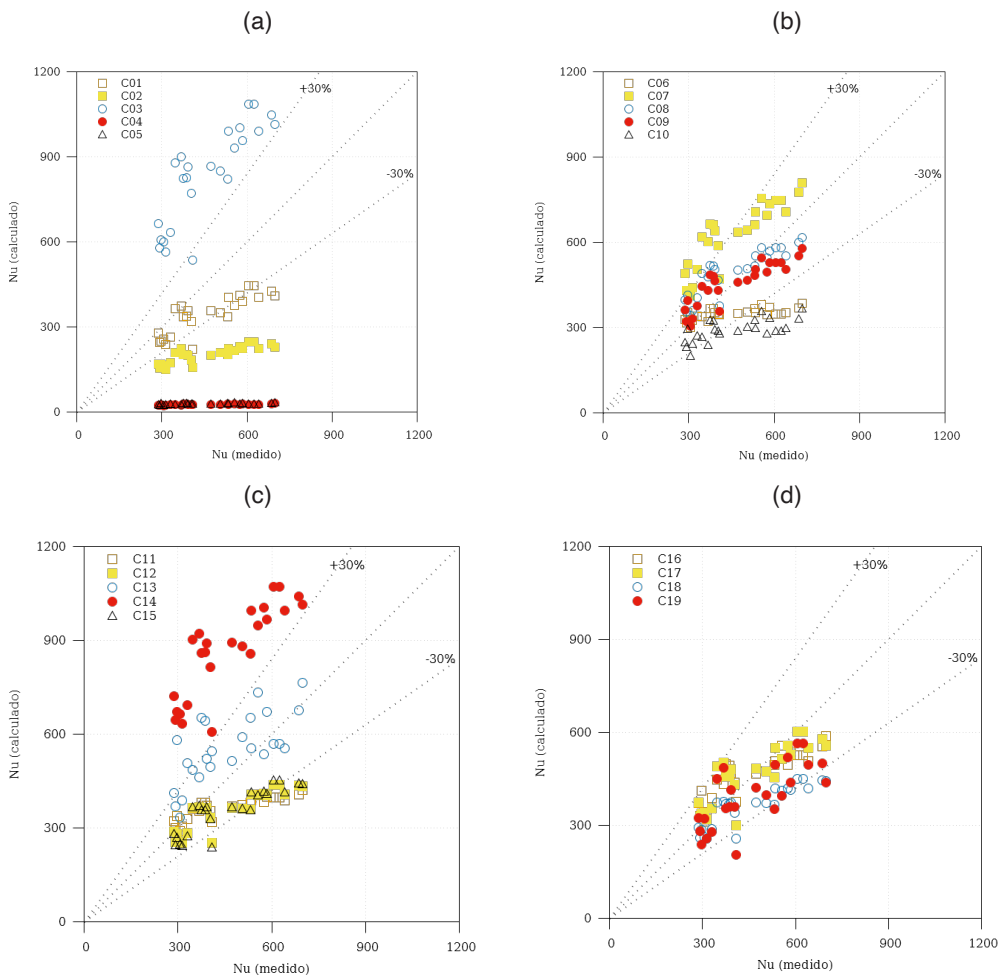 (a)
1200
900
600
300
0
0
300
600
900
1200
Nu (calculado)
Nu (medido)
C01
C02
C03
C04
C05
+30%
-30%
(b)
1200
900
600
300
0
0
300
600
900
1200
Nu (calculado)
Nu (medido)
C06
C07
C08
C09
C10
+30%
-30%
(c)
1200
900
600
300
0
0
300
600
900
1200
Nu (calculado)
Nu (medido)
C11
C12
C13
C14
C15
+30%
-30%
(d)
1200
900
600
300
0
0
300
600
900
1200
Nu (calculado)
Nu (medido)
C16
C17
C18
C19
+30%
-30%